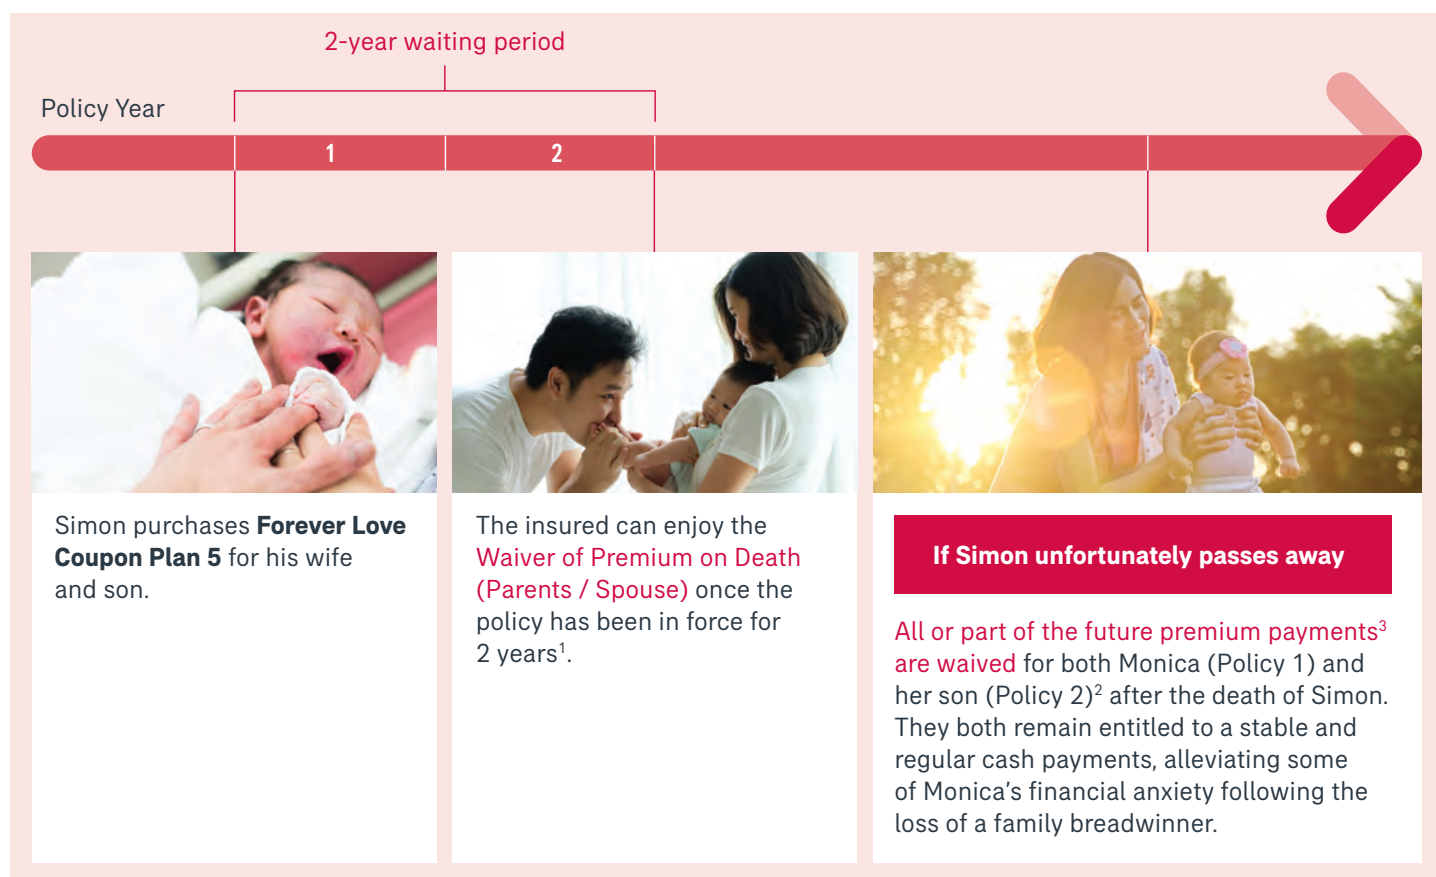 2-year waiting period
Policy Year
1
2
Simon purchases Forever Love
Coupon Plan 5 for his wife
and son.
The insured can enjoy the
Waiver of Premium on Death
(Parents / Spouse) once the
policy has been in force for
2 years¹.
If Simon unfortunately passes away
All or part of the future premium payments³
are waived for both Monica (Policy 1) and
her son (Policy 2)² after the death of Simon.
They both remain entitled to a stable and
regular cash payments, alleviating some
of Monica’s financial anxiety following the
loss of a family breadwinner.